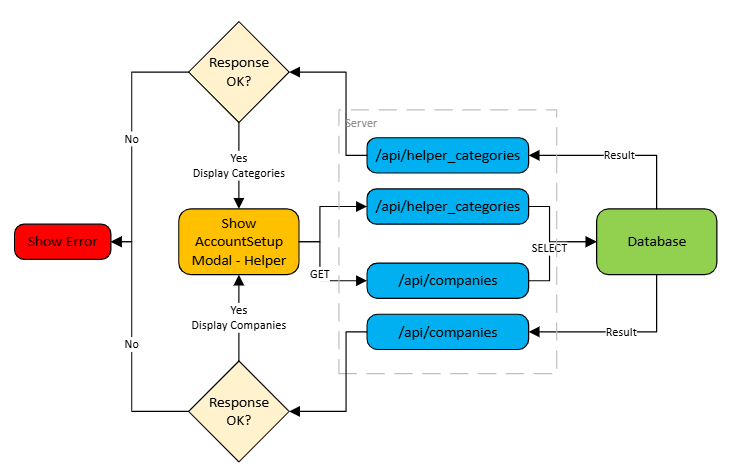 Response
OK?
Server
No
/api/helper_categories
Result
Yes
Display Categories
/api/helper_categories
Show
AccountSetup
Modal - Helper
Show Error
Database
SELECT
GET
/api/companies
Yes
Display Companies
/api/companies
Result
No
Response
OK?